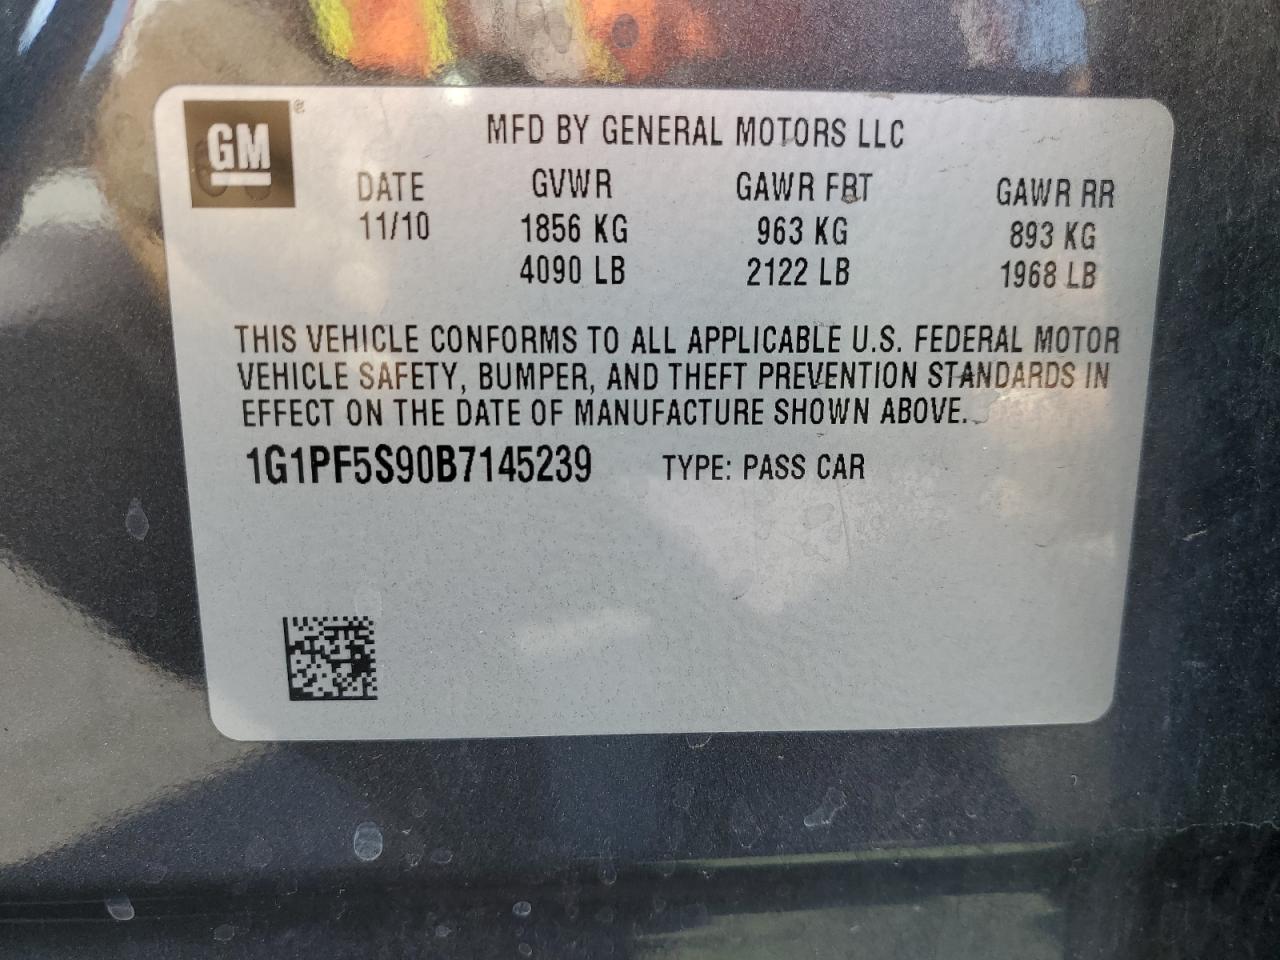 GM ®
MFD BY GENERAL MOTORS LLC
DATE GVWR GAWR FRT GAWR RR
11/10 1856 KG 963 KG 893 KG
4090 LB 2122 LB 1968 LB
THIS VEHICLE CONFORMS TO ALL APPLICABLE U.S. FEDERAL MOTOR
VEHICLE SAFETY, BUMPER, AND THEFT PREVENTION STANDARDS IN
EFFECT ON THE DATE OF MANUFACTURE SHOWN ABOVE.
1G1PF5S90B7145239 TYPE: PASS CAR